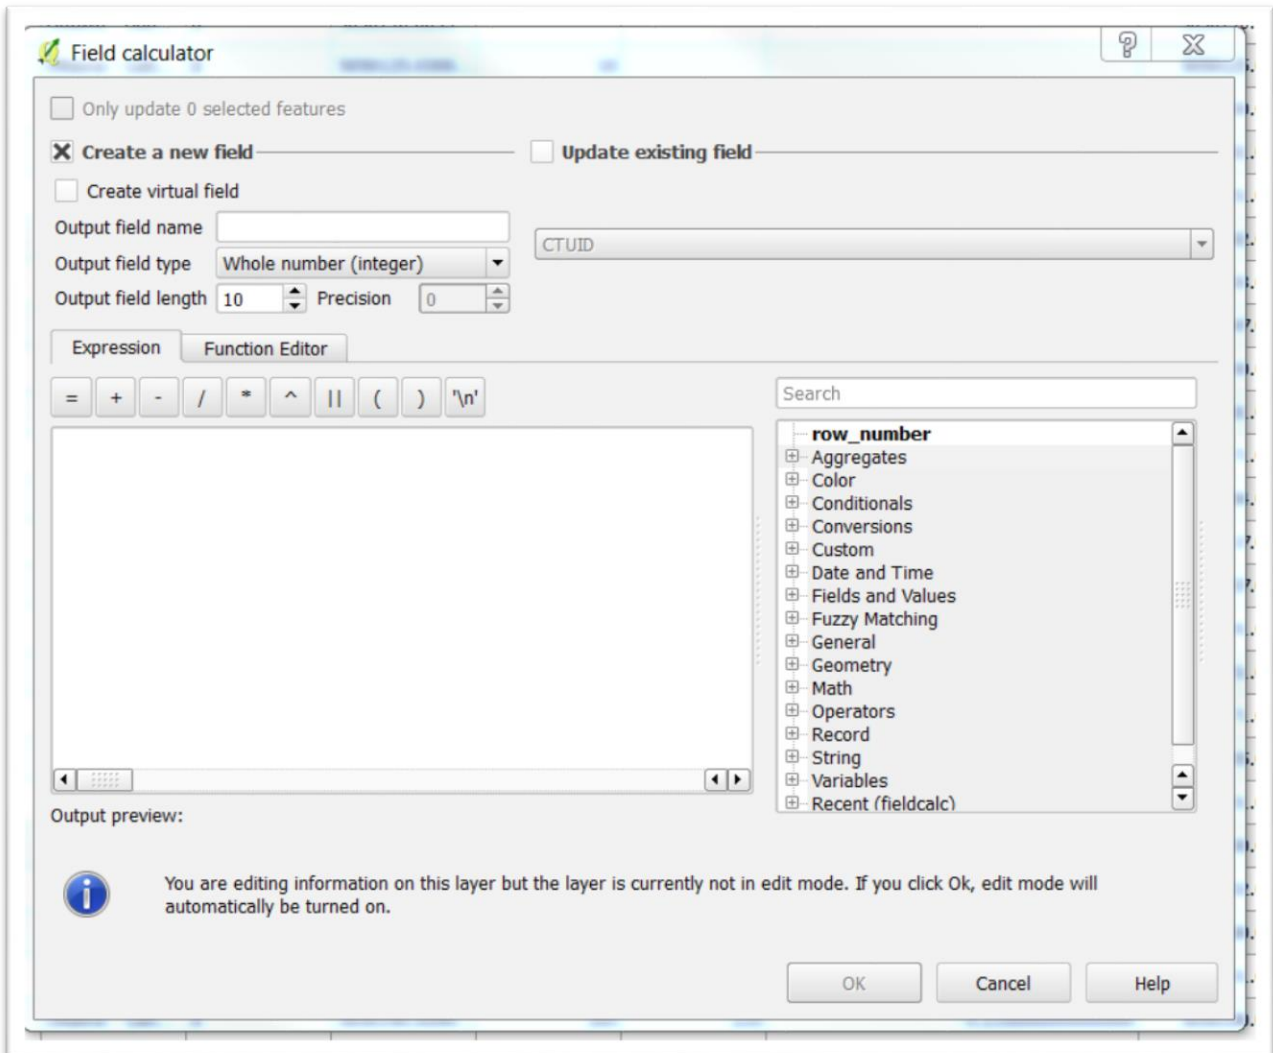 Field calculator
Only update 0 selected features
Create a new field
Update existing field
Create virtual field
Output field name
CTUID
Output field type Whole number (integer)
Output field length 10 Precision 0
Expression Function Editor
= + - / * ^ || ( ) '\n'
Search
row_number
Aggregates
Color
Conditionals
Conversions
Custom
Date and Time
Fields and Values
Fuzzy Matching
General
Geometry
Math
Operators
Record
String
Variables
Recent (fieldcalc)
Output preview:
You are editing information on this layer but the layer is currently not in edit mode. If you click Ok, edit mode will
automatically be turned on.
OK Cancel Help